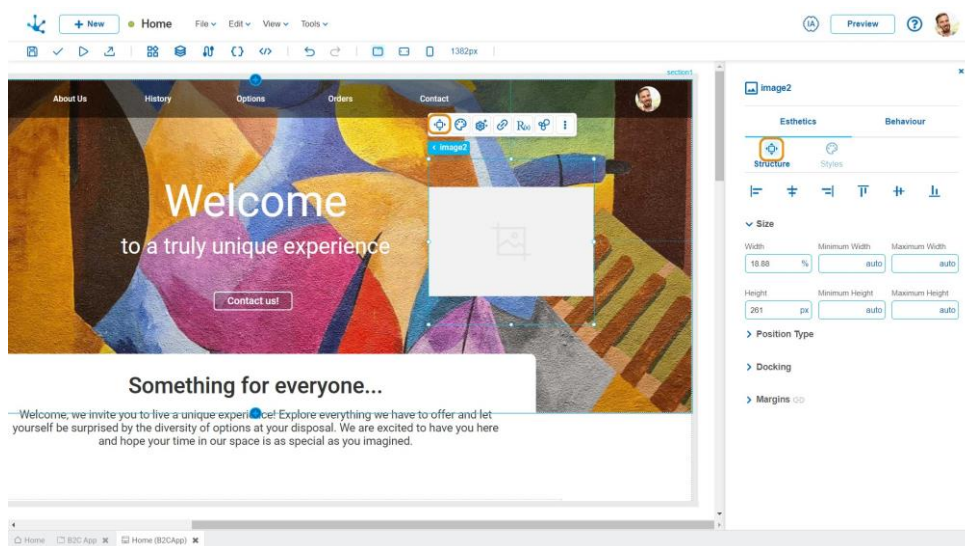 + New
Home
File
Edit
View
Tools
IA
Preview
?
1382px
section1
About Us
History
Options
Orders
Contact
< image2
Welcome
to a truly unique experience
Contact us!
Something for everyone...
Welcome, we invite you to live a unique experience! Explore everything we have to offer and let
yourself be surprised by the diversity of options at your disposal. We are excited to have you here
and hope your time in our space is as special as you imagined.
image2
Esthetics
Behaviour
Structure
Styles
Size
Width
Minimum Width
Maximum Width
18.88 %
auto
auto
Height
Minimum Height
Maximum Height
261 px
auto
auto
Position Type
Docking
Margins
Home
B2C App
Home (B2CApp)